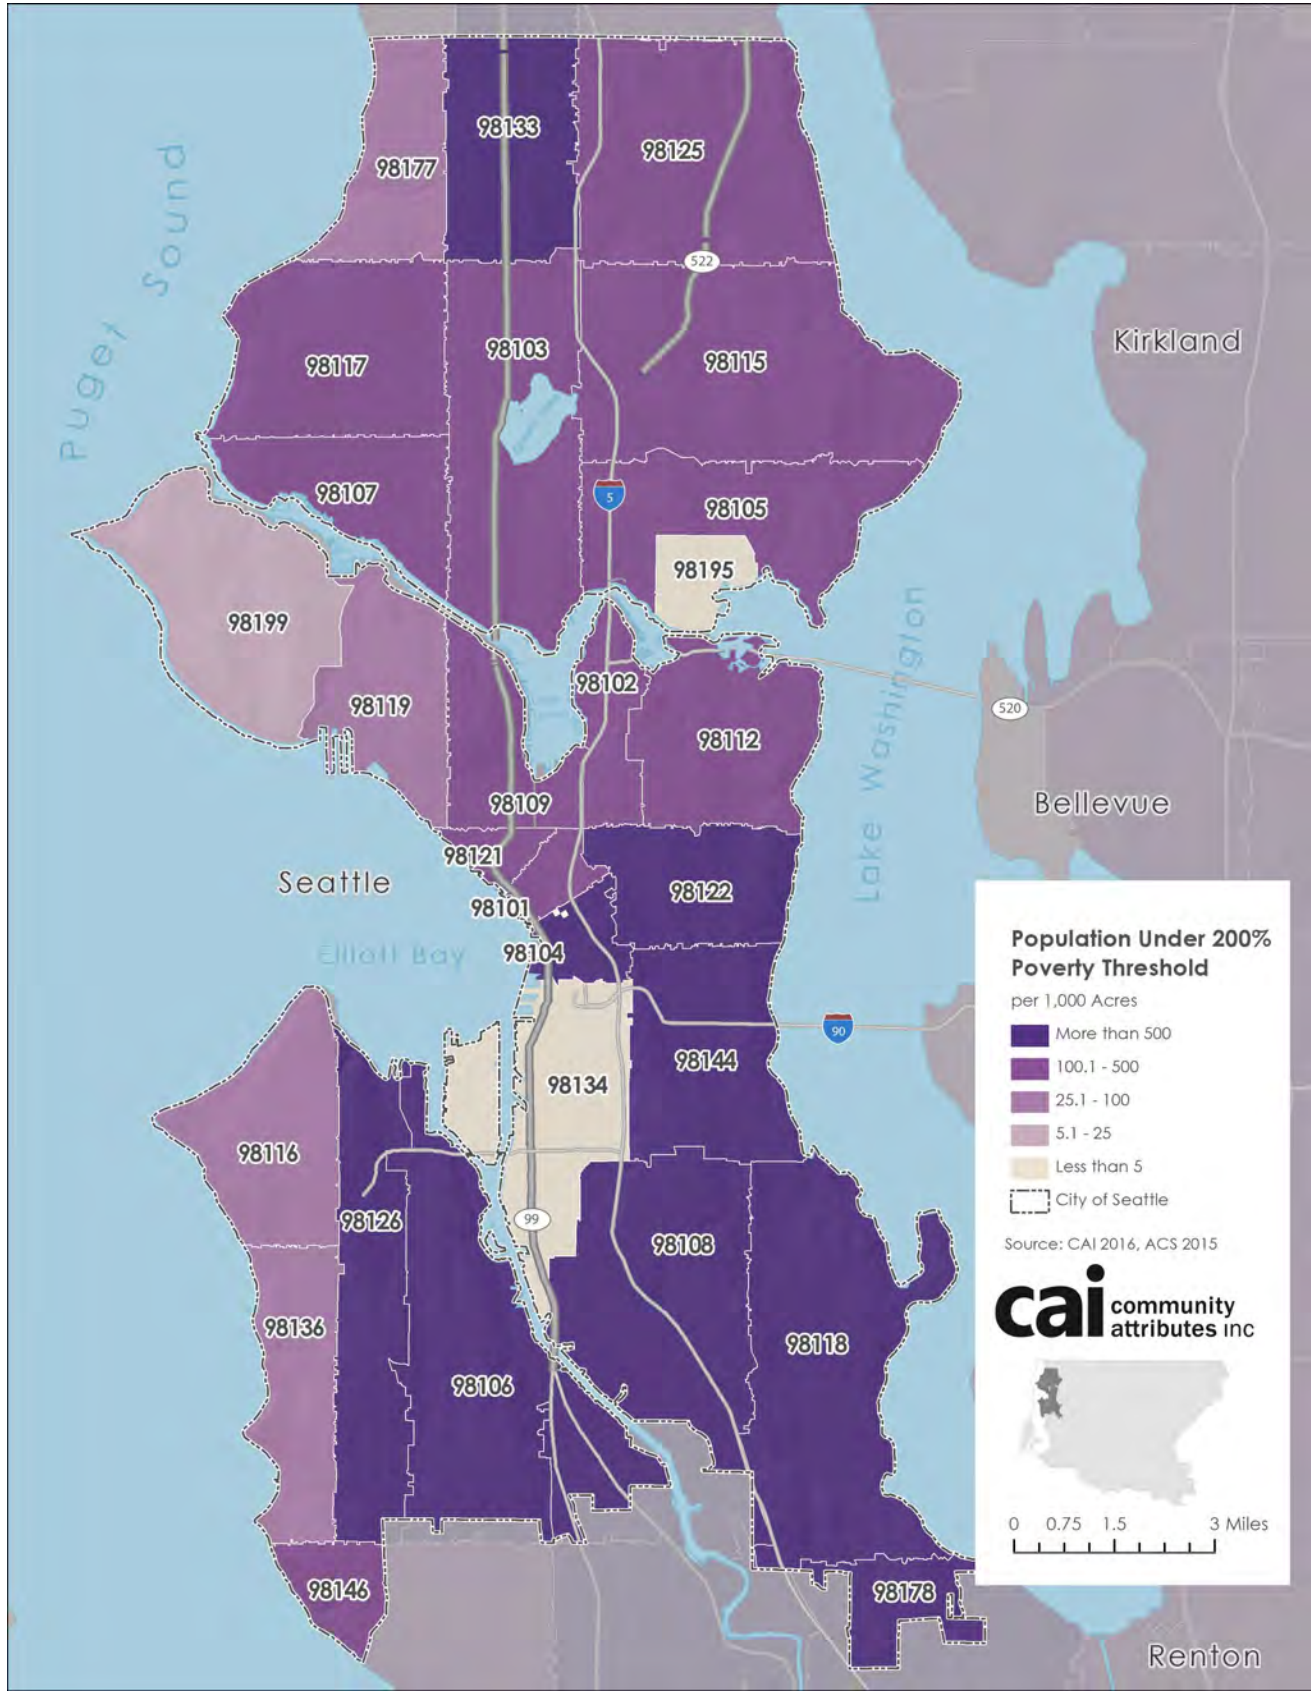 98133
98125
98177
Puget Sound
522
Kirkland
98103
98117
98115
98107
5
98105
98195
98199
98102
98119
520
98112
Lake Washington
98109
Bellevue
98121
Seattle
98122
98101
98104
Elliott Bay
90
98144
98134
98116
98126
99
98108
98136
98118
98106
98146
98178
Renton
Population Under 200%
Poverty Threshold
per 1,000 Acres
More than 500
100.1 - 500
25.1 - 100
5.1 - 25
Less than 5
City of Seattle
Source: CAI 2016, ACS 2015
cai community
attributes inc
0 0.75 1.5 3 Miles